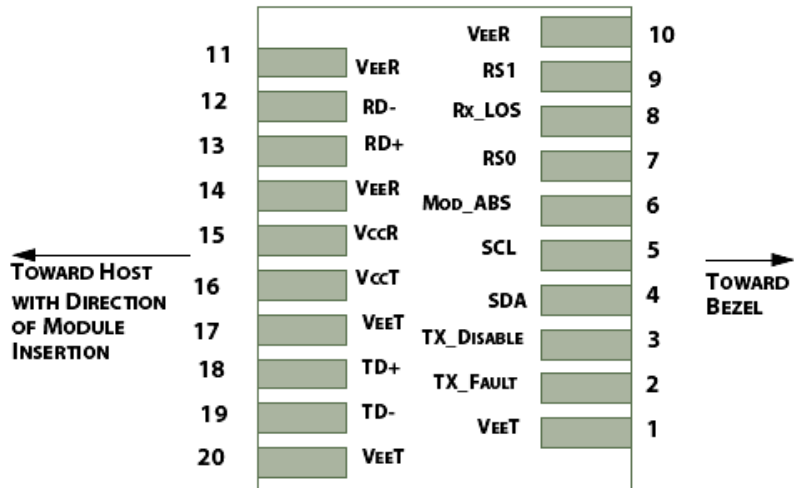 11 VEER
12 RD-
13 RD+
14 VEER
15 VCCR
16 VCCT
17 VEET
18 TD+
19 TD-
20 VEET
VEER 10
RS1 9
RX_LOS 8
RS0 7
MOD_ABS 6
SCL 5
SDA 4
TX_DISABLE 3
TX_FAULT 2
VEET 1
TOWARD HOST
WITH DIRECTION
OF MODULE
INSERTION
TOWARD
BEZEL